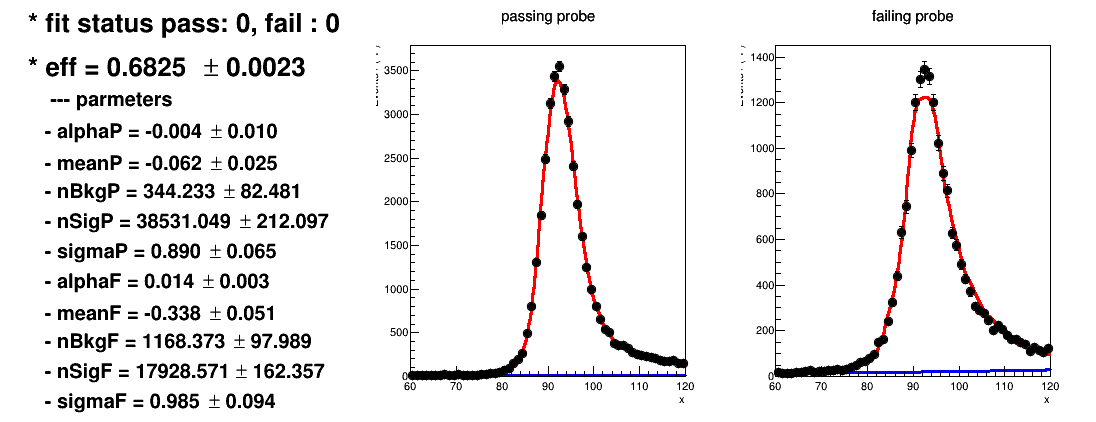 * fit status pass: 0, fail : 0
* eff = 0.6825 ± 0.0023
--- parmeters
- alphaP = -0.004 ± 0.010
- meanP = -0.062 ± 0.025
- nBkgP = 344.233 ± 82.481
- nSigP = 38531.049 ± 212.097
- sigmaP = 0.890 ± 0.065
- alphaF = 0.014 ± 0.003
- meanF = -0.338 ± 0.051
- nBkgF = 1168.373 ± 97.989
- nSigF = 17928.571 ± 162.357
- sigmaF = 0.985 ± 0.094
passing probe
3500
3000
2500
2000
1500
1000
500
0
60 70 80 90 100 110 120
x
failing probe
1400
1200
1000
800
600
400
200
0
60 70 80 90 100 110 120
x